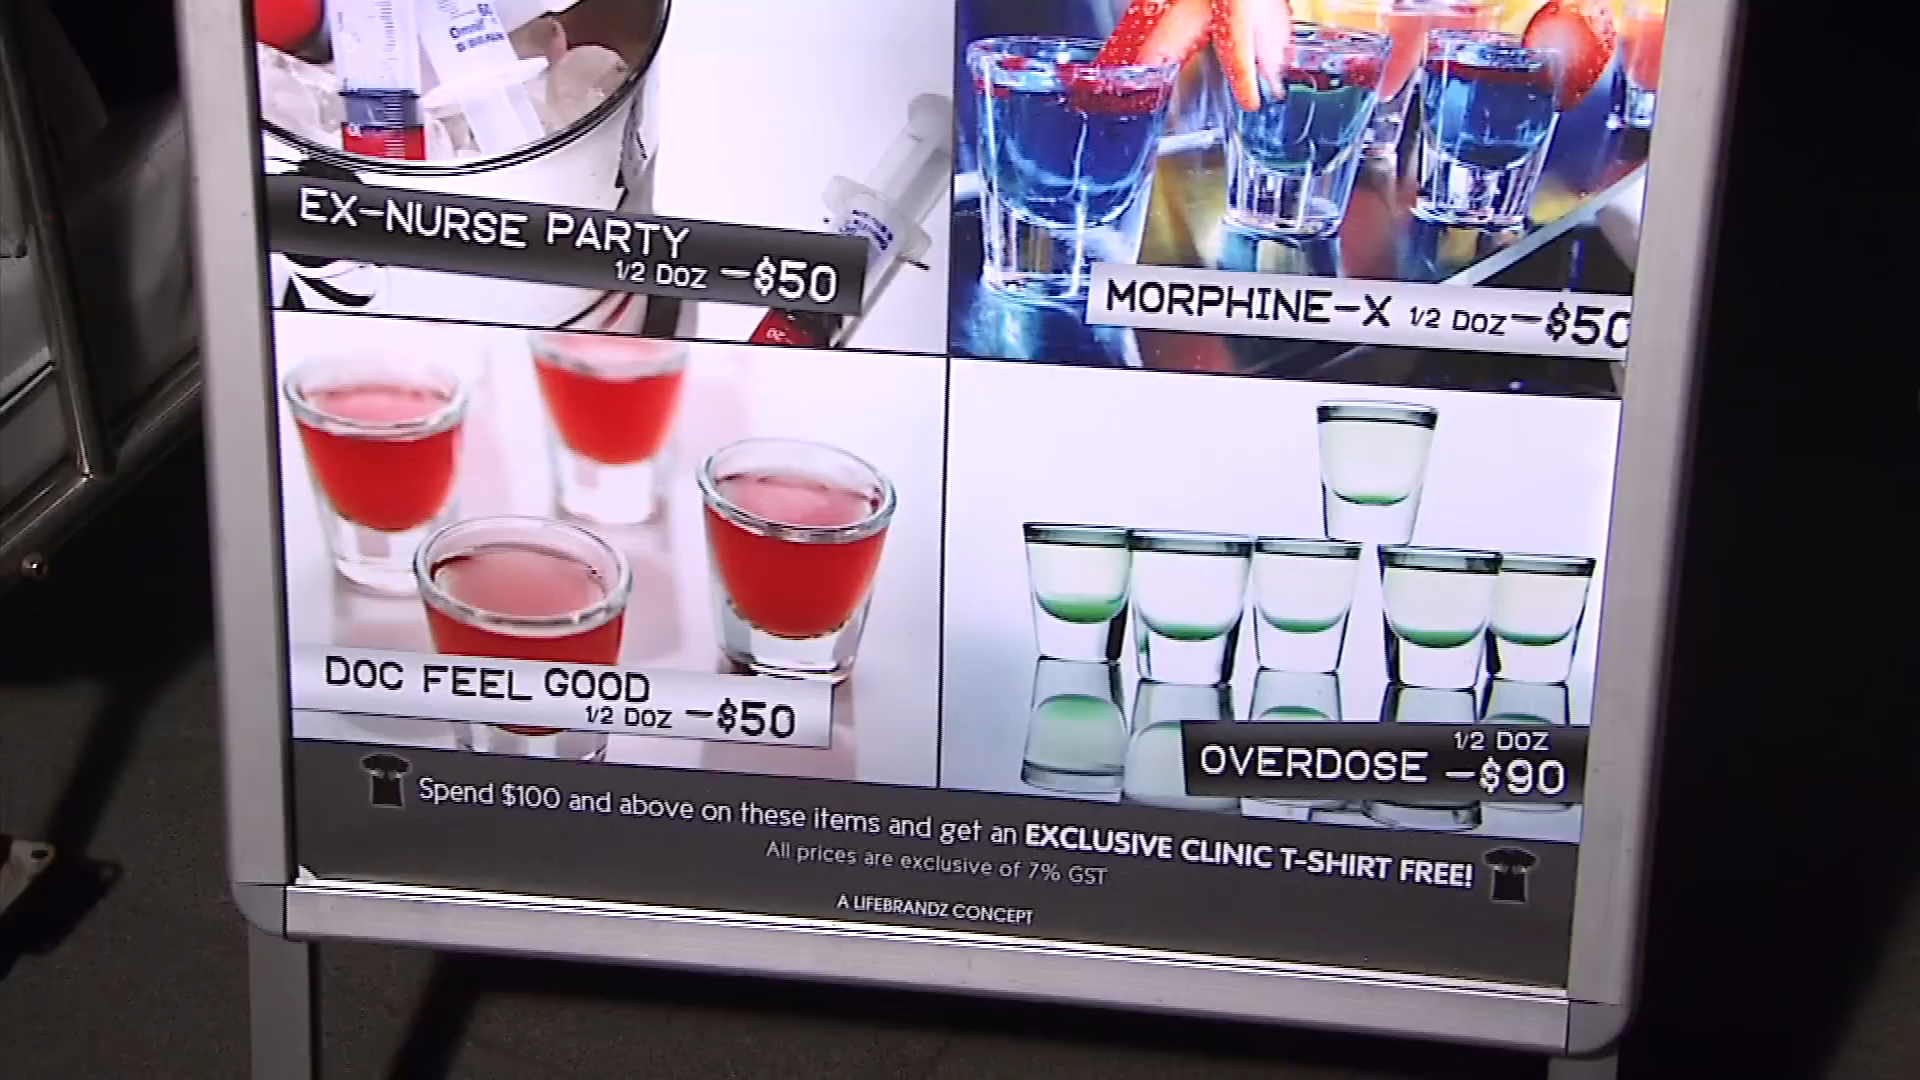 EX-NURSE PARTY
1/2 DOZ -$50
MORPHINE-X 1/2 DOZ -$50
DOC FEEL GOOD
1/2 DOZ -$50
OVERDOSE 1/2 DOZ -$90
Spend $100 and above on these items and get an EXCLUSIVE CLINIC T-SHIRT FREE!
All prices are exclusive of 7% GST
A LIFEBRANDZ CONCEPT